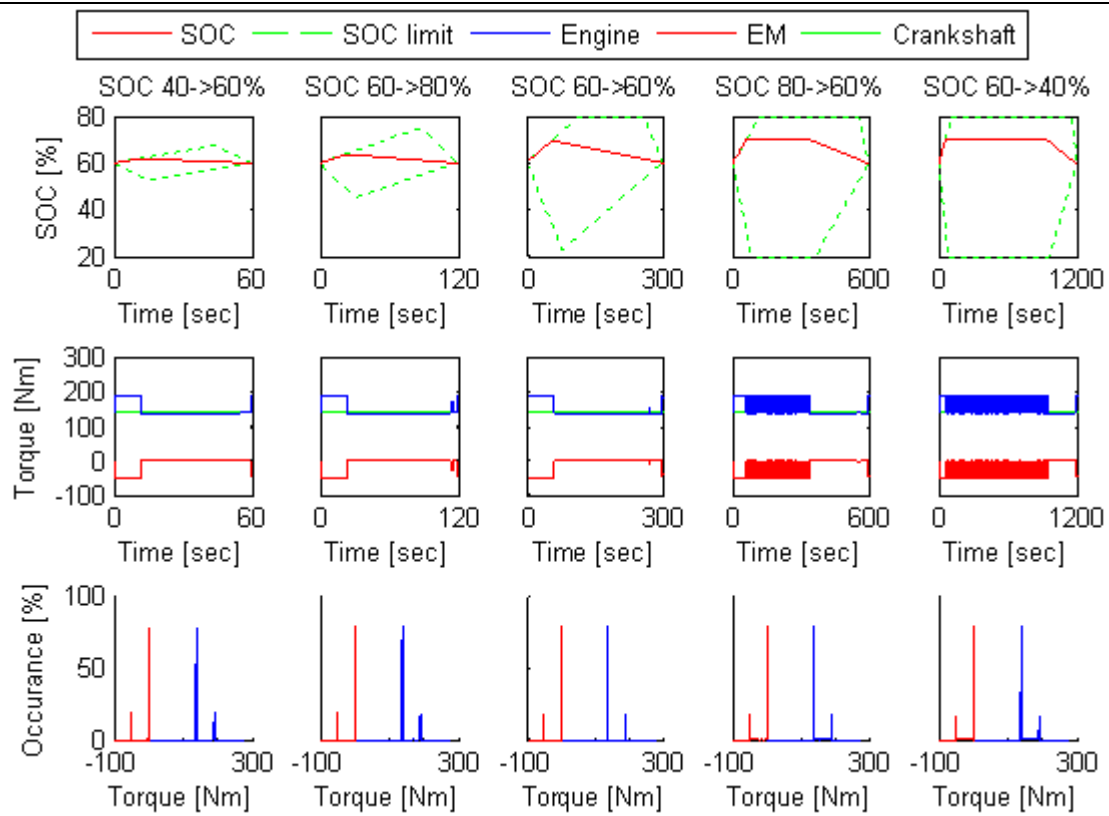 SOC SOC limit Engine EM Crankshaft
SOC 40->60% SOC 60->80% SOC 60->60% SOC 80->60% SOC 60->40%
SOC [%]
80
60
40
20
0 60 0 120 0 300 0 600 0 1200
Time [sec] Time [sec] Time [sec] Time [sec] Time [sec]
Torque [Nm]
300
200
100
0
-100
0 60 0 120 0 300 0 600 0 1200
Time [sec] Time [sec] Time [sec] Time [sec] Time [sec]
Occurance [%]
100
50
0
-100 300 -100 300 -100 300 -100 300 -100 300
Torque [Nm] Torque [Nm] Torque [Nm] Torque [Nm] Torque [Nm]